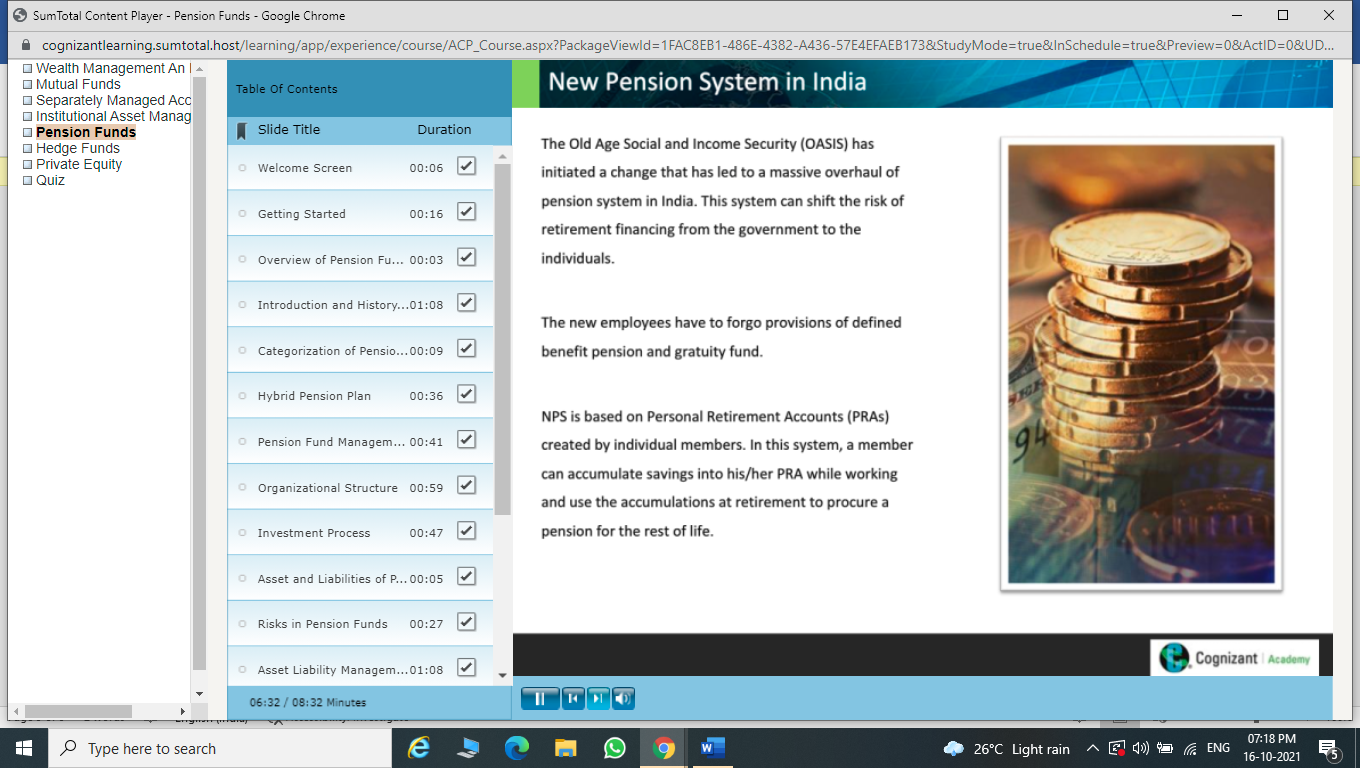 SumTotal Content Player - Pension Funds - Google Chrome
cognizantlearning.sumtotal.host/learning/app/experience/course/ACP_Course.aspx?PackageViewId=1FAC8EB1-486E-4382-A436-57E4EFAEB173&StudyMode=true&InSchedule=true&Preview=0&ActID=0&UD...
Wealth Management An I
Mutual Funds
Separately Managed Acc
Institutional Asset Manag
Pension Funds
Hedge Funds
Private Equity
Quiz
Table Of Contents
Slide Title Duration
Welcome Screen 00:06
Getting Started 00:16
Overview of Pension Fu... 00:03
Introduction and History... 01:08
Categorization of Pensio... 00:09
Hybrid Pension Plan 00:36
Pension Fund Managem... 00:41
Organizational Structure 00:59
Investment Process 00:47
Asset and Liabilities of P... 00:05
Risks in Pension Funds 00:27
Asset Liability Managem... 01:08
06:32 / 08:32 Minutes
New Pension System in India
The Old Age Social and Income Security (OASIS) has
initiated a change that has led to a massive overhaul of
pension system in India. This system can shift the risk of
retirement financing from the government to the
individuals.
The new employees have to forgo provisions of defined
benefit pension and gratuity fund.
NPS is based on Personal Retirement Accounts (PRAs)
created by individual members. In this system, a member
can accumulate savings into his/her PRA while working
and use the accumulations at retirement to procure a
pension for the rest of life.
Cognizant | Academy
Type here to search
26°C Light rain
ENG
07:18 PM
16-10-2021
5